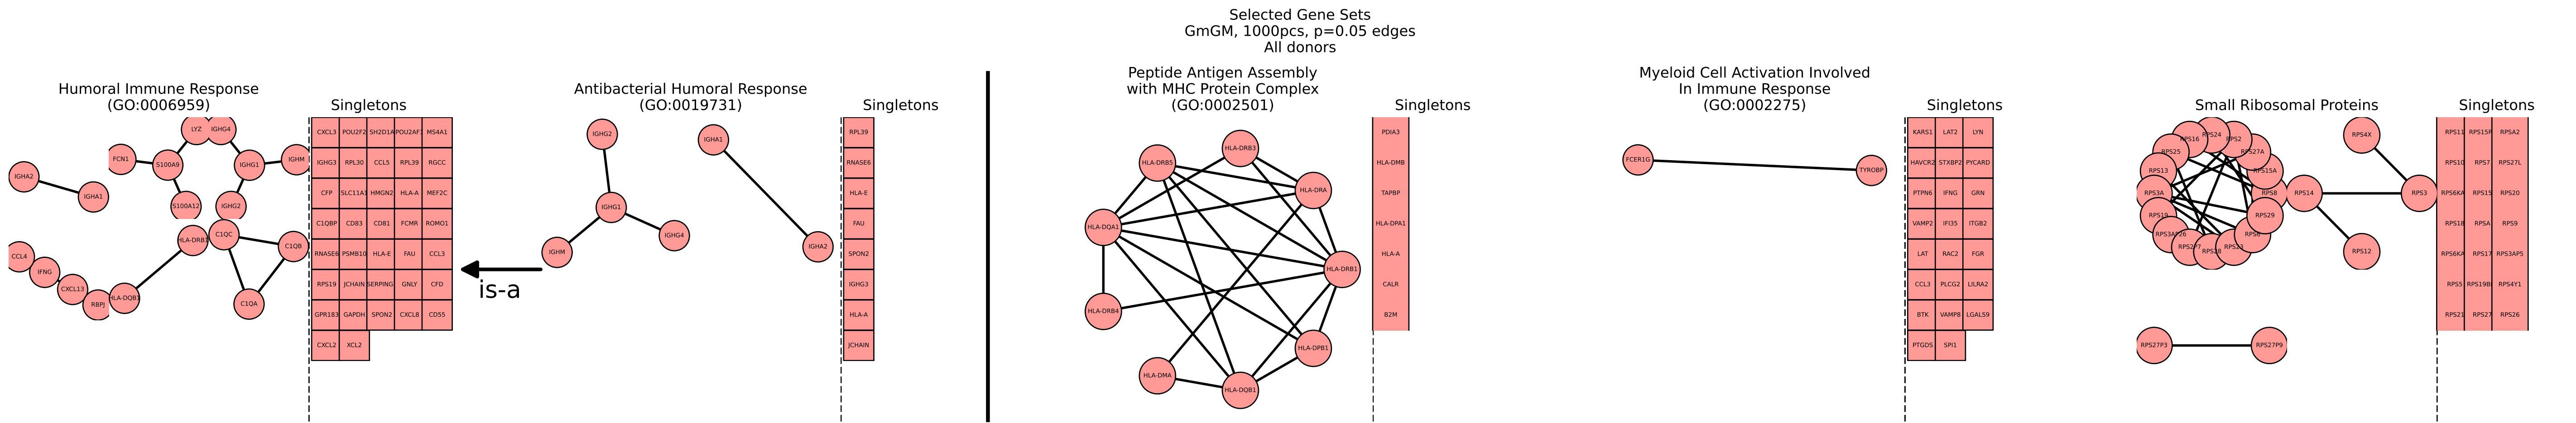 Selected Gene Sets
GmGM, 1000pcs, p=0.05 edges
All donors
Humoral Immune Response
(GO:0006959)
Singletons
LYZ
IGHG4
FCN1
S100A9
IGHG1
IGHM
IGHA2
IGHA1
S100A12
IGHG2
CCL4
IFNG
CXCL13
RBPJ
HLA-DQB1
HLA-DRB1
C1QC
C1QB
C1QA
CXCL3 POU2F2 SH2D1A POU2AF1 MS4A1
IGHG3 RPL30 CCL5 RPL39 RGCC
CFP SLC11A1 HMGN2 HLA-A MEF2C
C1QBP CD83 CD81 FCMR ROMO1
RNASE6 PSMB10 HLA-E FAU CCL3
RPS19 JCHAIN SERPING GNLY CFD
GPR183 GAPDH SPON2 CXCL8 CD55
CXCL2 XCL2
is-a
Antibacterial Humoral Response
(GO:0019731)
Singletons
IGHG2
IGHA1
IGHG1
IGHG4
IGHM
IGHA2
RPL39
RNASE6
HLA-E
FAU
SPON2
IGHG3
HLA-A
JCHAIN
Peptide Antigen Assembly
with MHC Protein Complex
(GO:0002501)
Singletons
HLA-DRB3
HLA-DRB5
HLA-DRA
HLA-DQA1
HLA-DRB1
HLA-DRB4
HLA-DPB1
HLA-DMA
HLA-DQB1
PDIA3
HLA-DMB
TAPBP
HLA-DPA1
HLA-A
CALR
B2M
Myeloid Cell Activation Involved
In Immune Response
(GO:0002275)
Singletons
FCER1G
TYROBP
KARS1 LAT2 LYN
HAVCR2 STXBP2 PYCARD
PTPN6 IFNG GRN
VAMP2 IFI35 ITGB2
LAT RAC2 FGR
CCL3 PLCG2 LILRA2
BTK VAMP8 LGALS9
PTGDS SPI1
Small Ribosomal Proteins
Singletons
RPS24
RPS2
RPS16
RPS27A
RPS25
RPS15A
RPS13
RPS8
RPS3A
RPS19
RPS29
RPS6
RPS23
RPS28
RPS14
RPS4X
RPS3
RPS12
RPS27P3
RPS27P9
RPS11 RPS15P RPSA2
RPS10 RPS7 RPS27L
RPS6KA RPS15 RPS20
RPS18 RPSA RPS9
RPS6KA RPS17 RPS3AP5
RPS5 RPS19B RPS4Y1
RPS21 RPS27 RPS26